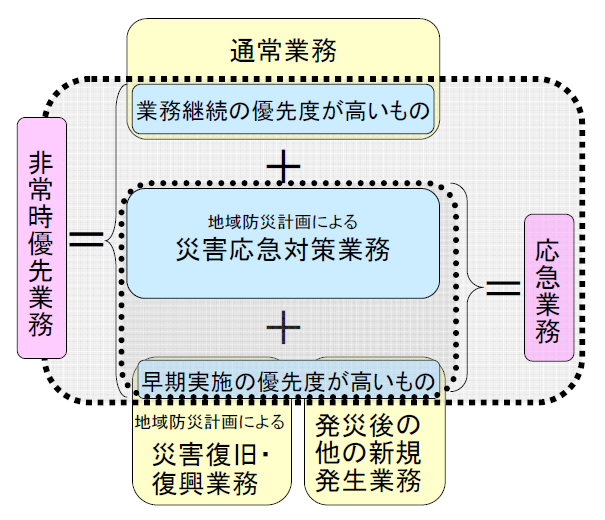 通常業務
業務継続の優先度が高いもの
＋
非常時優先業務
＝
地域防災計画による
災害応急対策業務
＝
応急業務
＋
早期実施の優先度が高いもの
地域防災計画による
災害復旧・
復興業務
発災後の
他の新規
発生業務